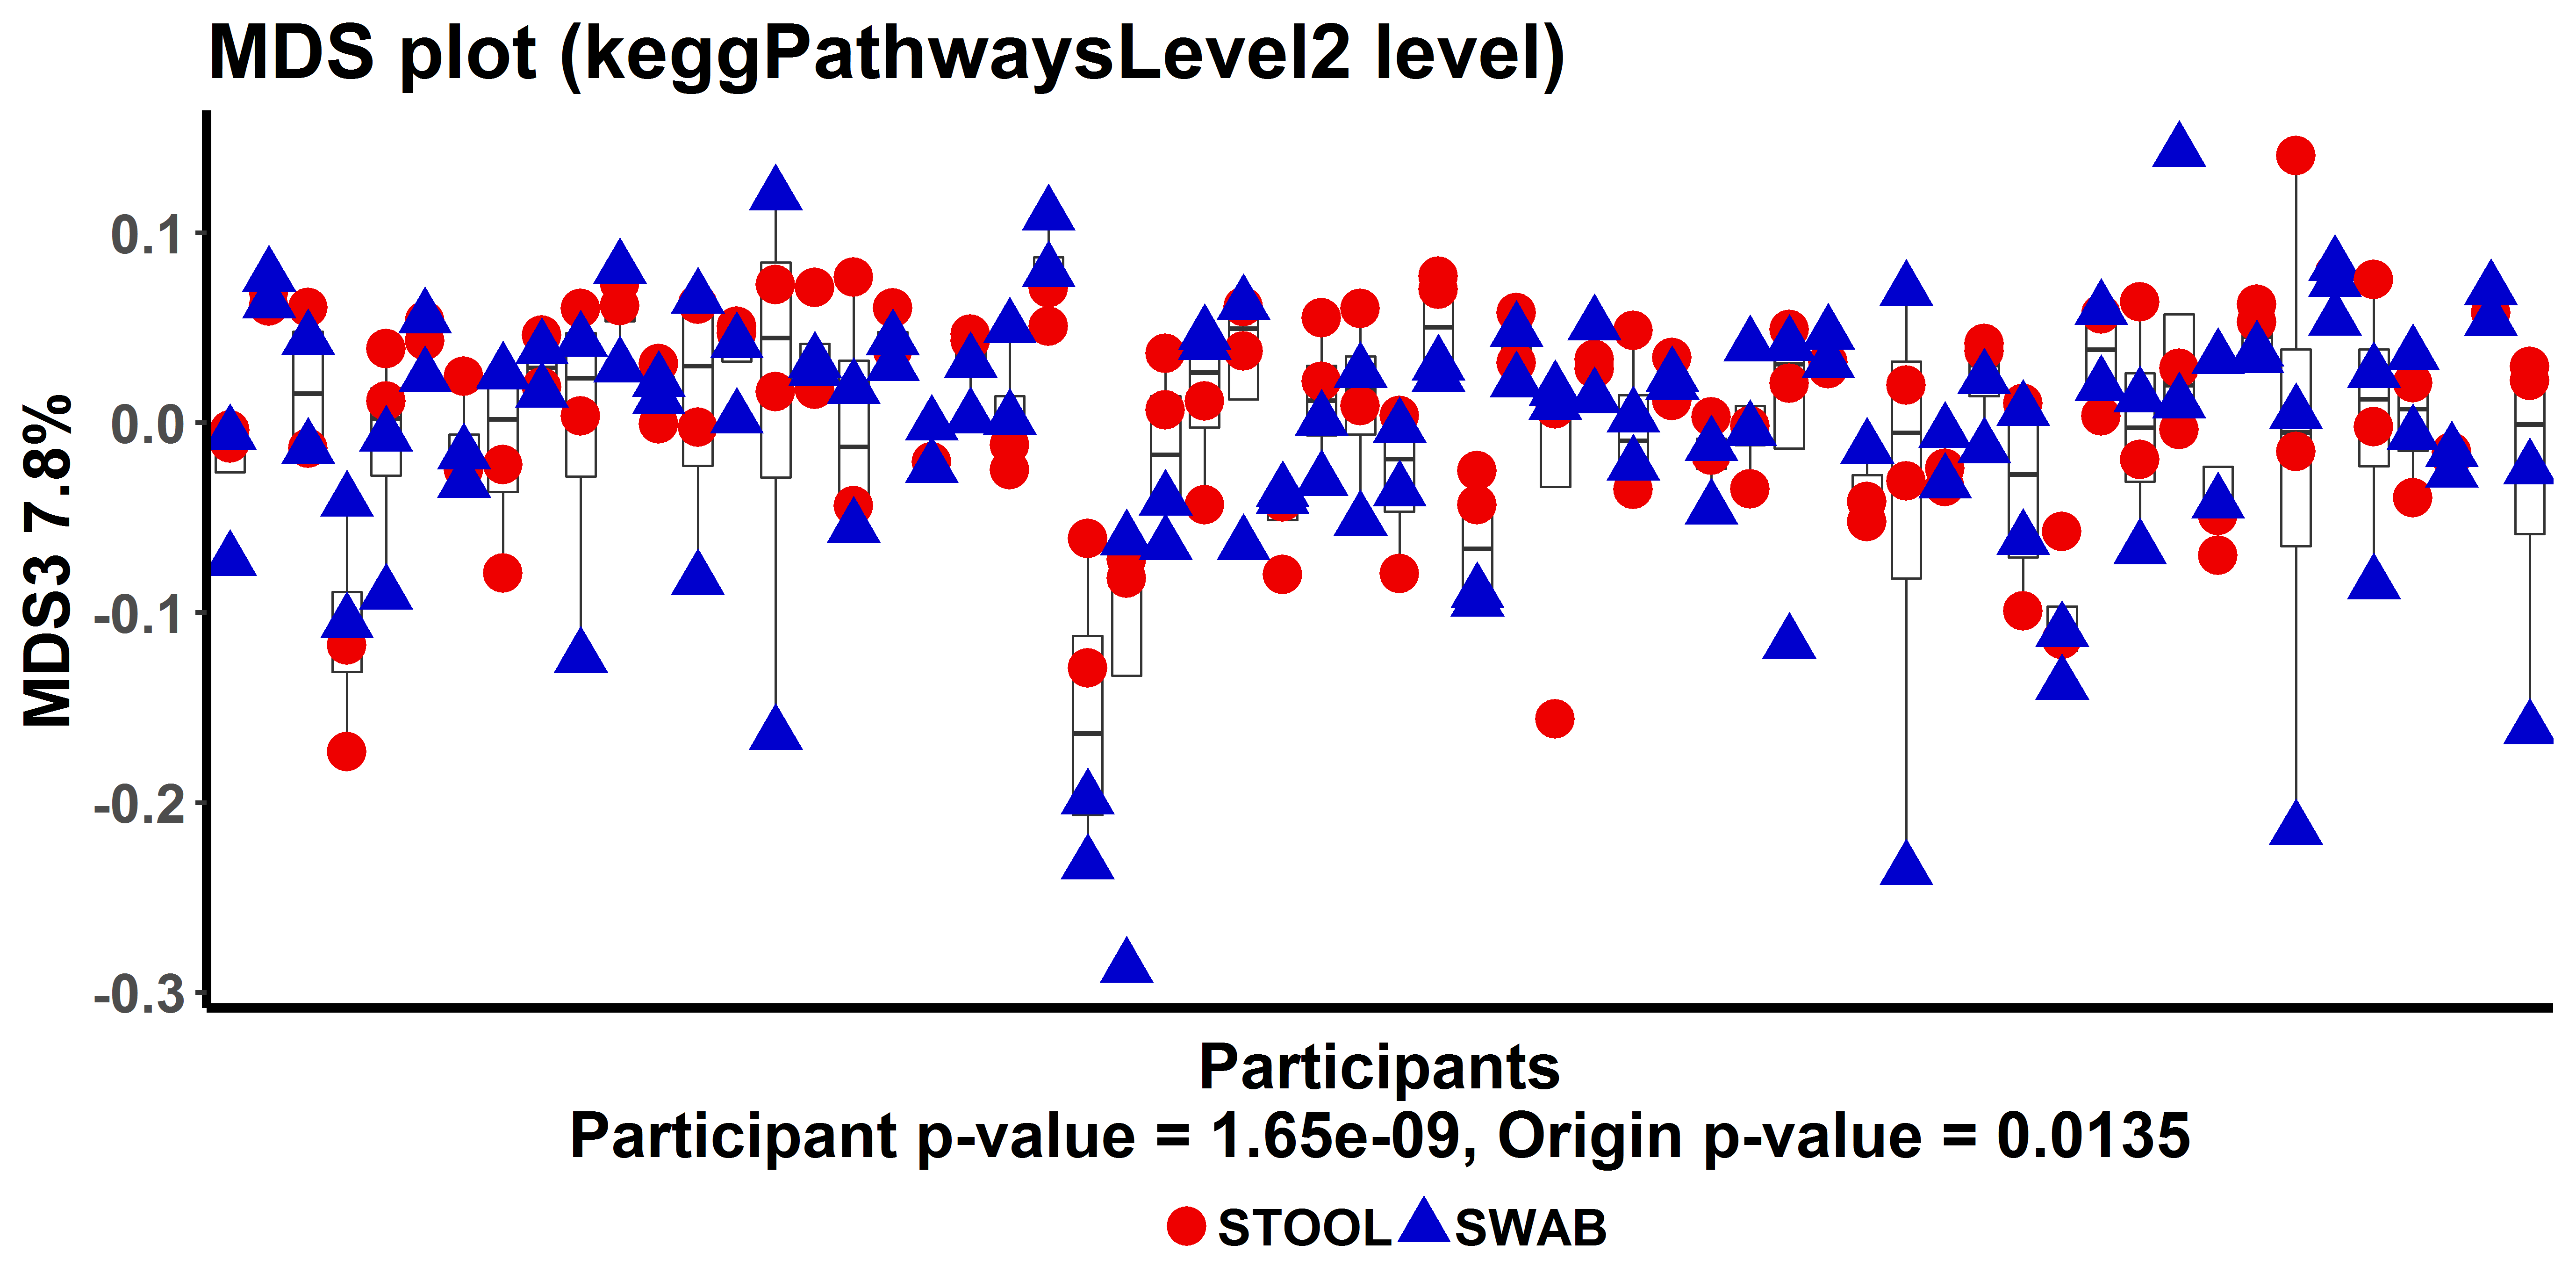 MDS plot (keggPathwaysLevel2 level)
MDS3 7.8%
0.1
0.0
-0.1
-0.2
-0.3
Participants
Participant p-value = 1.65e-09, Origin p-value = 0.0135
STOOL SWAB